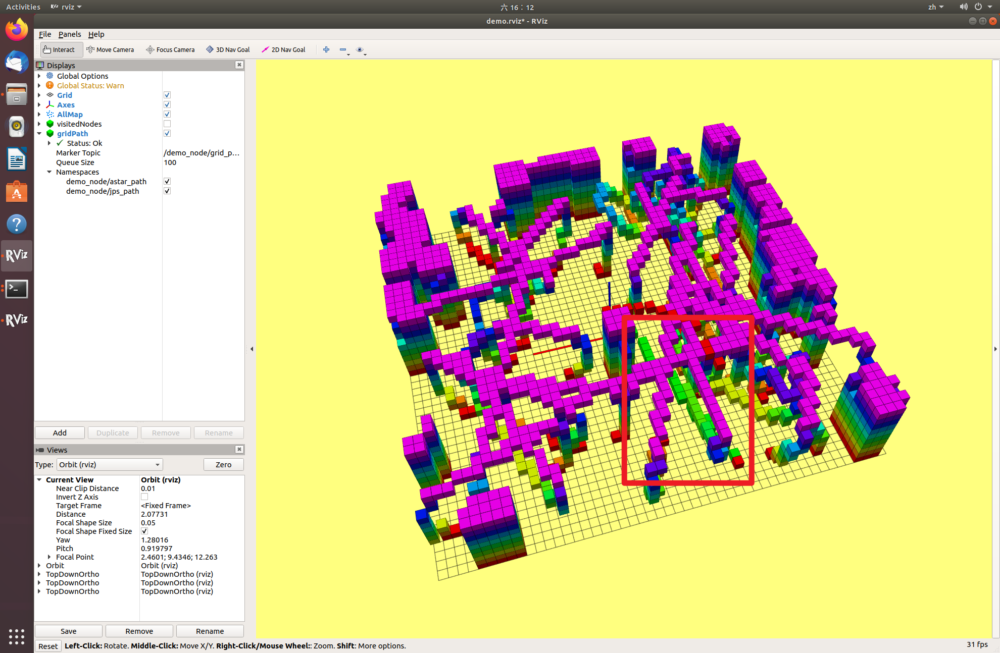 Activities RViz rviz 六 16：12 zh
demo.rviz* - RViz
File Panels Help
Interact Move Camera Focus Camera 3D Nav Goal 2D Nav Goal
Displays
Global Options
Global Status: Warn
Grid
Axes
AllMap
visitedNodes
gridPath
Status: Ok
Marker Topic /demo_node/grid_p...
Queue Size 100
Namespaces
demo_node/astar_path
demo_node/jps_path
RViz
RViz
Add Duplicate Remove Rename
Views
Type: Orbit (rviz) Zero
Current View Orbit (rviz)
Near Clip Distance 0.01
Invert Z Axis
Target Frame <Fixed Frame>
Distance 2.07731
Focal Shape Size 0.05
Focal Shape Fixed Size
Yaw 1.28016
Pitch 0.919797
Focal Point 2.4601; 9.4346; 12.263
Orbit Orbit (rviz)
TopDownOrtho TopDownOrtho (rviz)
TopDownOrtho TopDownOrtho (rviz)
TopDownOrtho TopDownOrtho (rviz)
Save Remove Rename
Reset Left-Click: Rotate. Middle-Click: Move X/Y. Right-Click/Mouse Wheel:: Zoom. Shift: More options. 31 fps